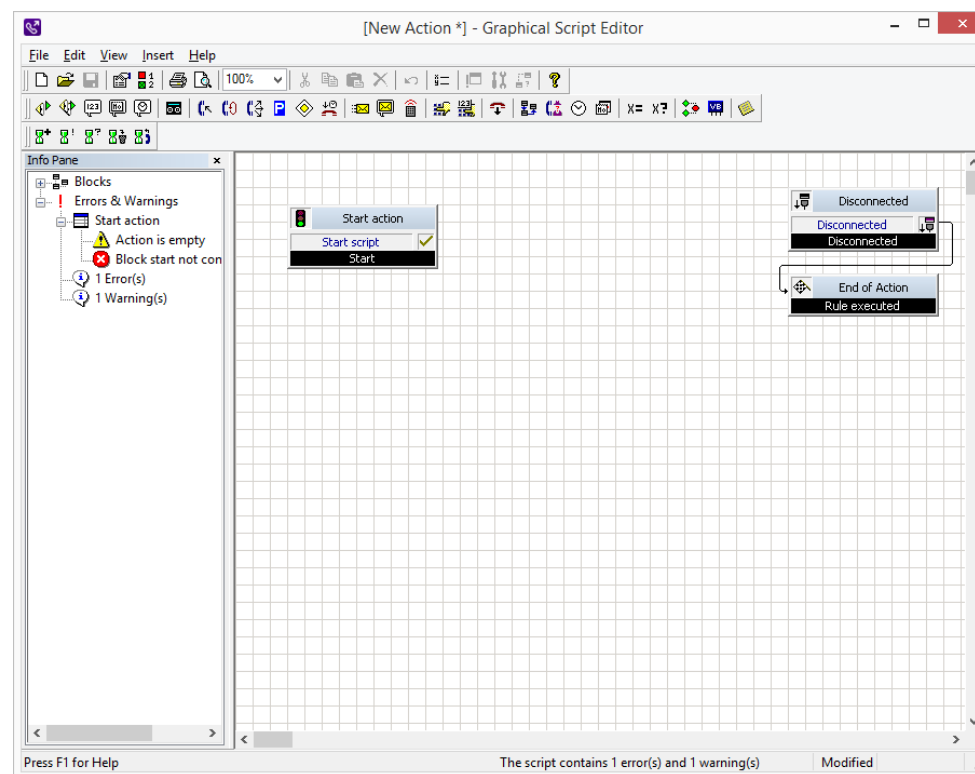 [New Action *] - Graphical Script Editor
File Edit View Insert Help
100%
Info Pane
Blocks
Errors & Warnings
Start action
Action is empty
Block start not con
1 Error(s)
1 Warning(s)
Start action
Start script
Start
Disconnected
Disconnected
Disconnected
End of Action
Rule executed
Press F1 for Help
The script contains 1 error(s) and 1 warning(s)
Modified